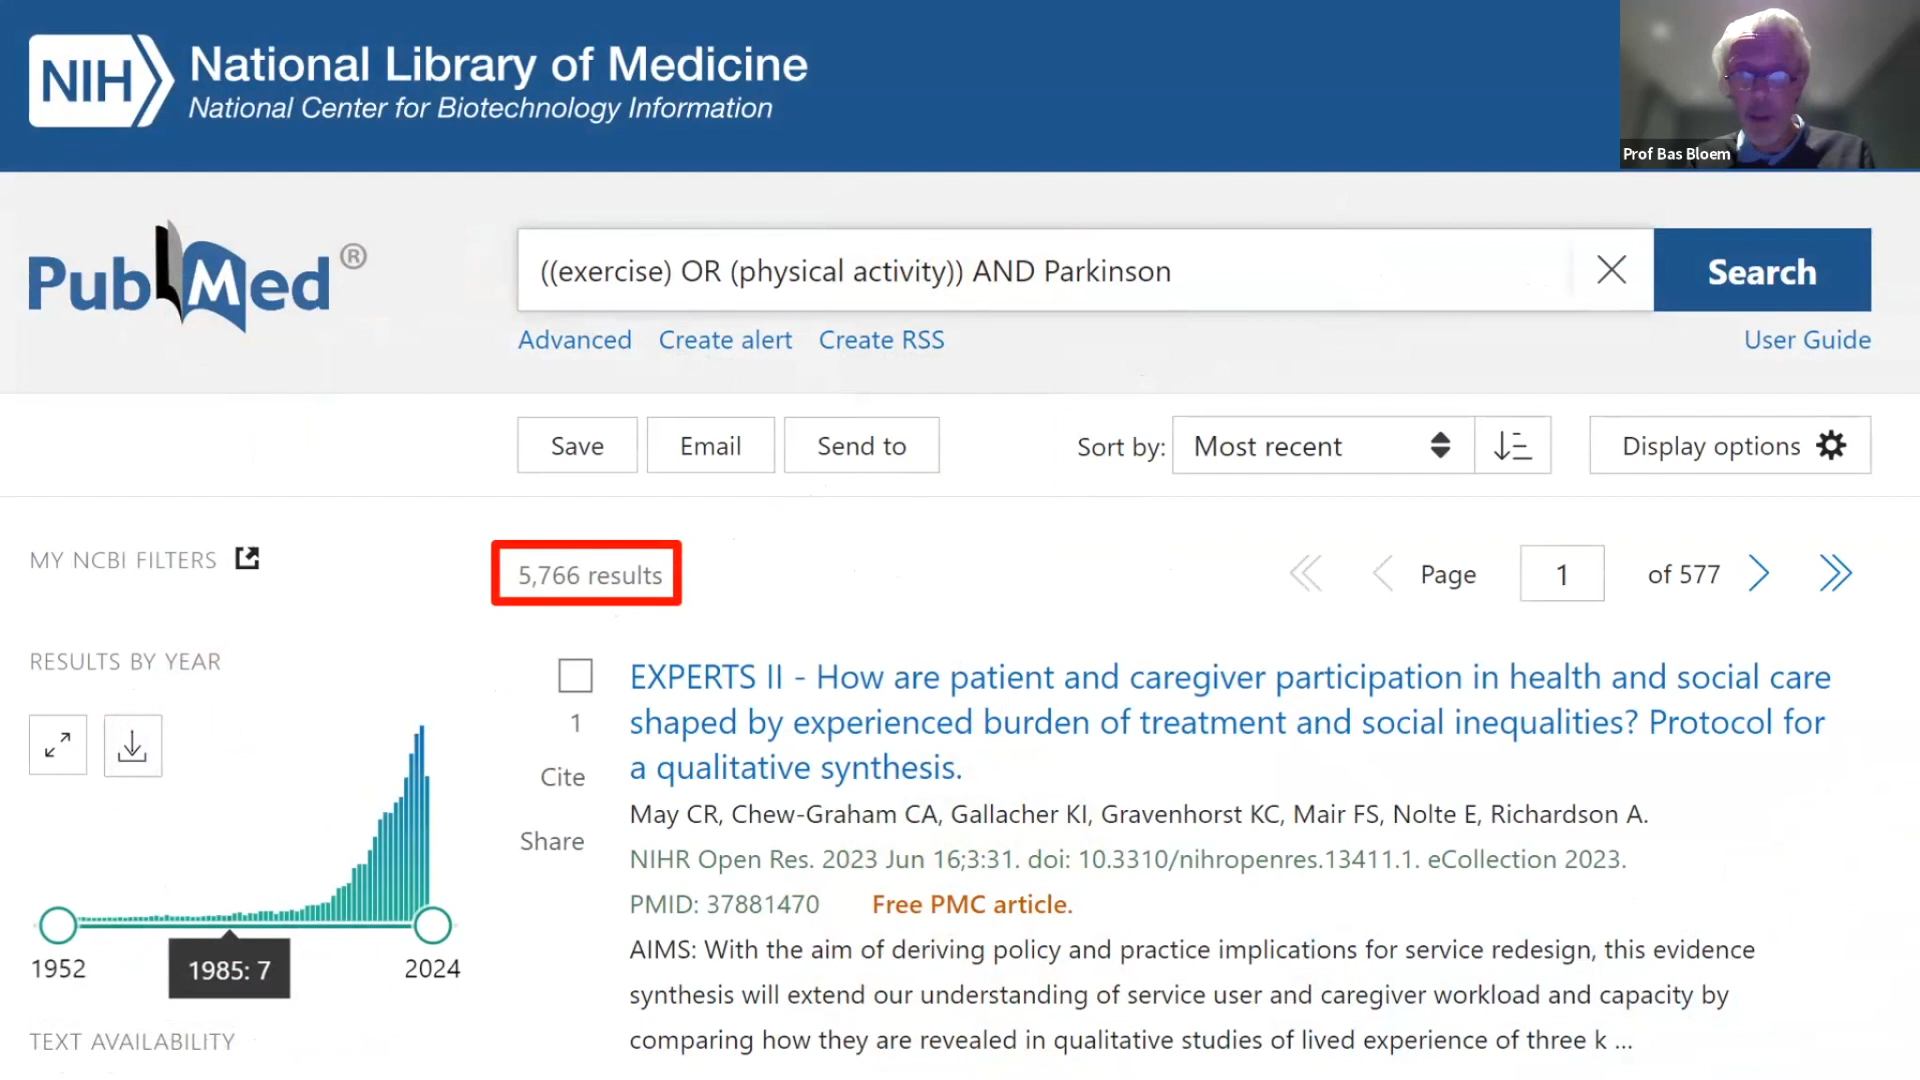 NIH National Library of Medicine
National Center for Biotechnology Information
Prof Bas Bloem
PubMed®
((exercise) OR (physical activity)) AND Parkinson
Search
Advanced Create alert Create RSS User Guide
Save Email Send to Sort by: Most recent Display options
MY NCBI FILTERS
5,766 results
Page 1 of 577
RESULTS BY YEAR
1952 2024
1985: 7
TEXT AVAILABILITY
1
Cite
Share
EXPERTS II - How are patient and caregiver participation in health and social care
shaped by experienced burden of treatment and social inequalities? Protocol for
a qualitative synthesis.
May CR, Chew-Graham CA, Gallacher KI, Gravenhorst KC, Mair FS, Nolte E, Richardson A.
NIHR Open Res. 2023 Jun 16;3:31. doi: 10.3310/nihropenres.13411.1. eCollection 2023.
PMID: 37881470 Free PMC article.
AIMS: With the aim of deriving policy and practice implications for service redesign, this evidence
synthesis will extend our understanding of service user and caregiver workload and capacity by
comparing how they are revealed in qualitative studies of lived experience of three k ...